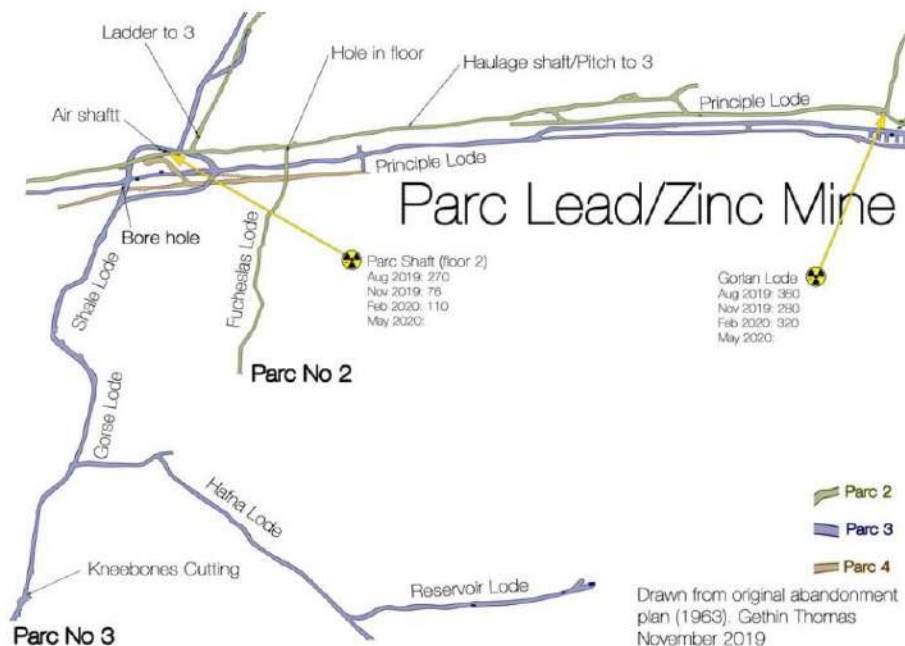 Ladder to 3
Hole in floor
Haulage shaft/Pitch to 3
Air shaftt
Principle Lode
Principle Lode
Parc Lead/Zinc Mine
Bore hole
Shale Lode
Fucheslas Lode
Parc Shaft (floor 2)
Aug 2019: 270
Nov 2019: 76
Feb 2020: 110
May 2020:
Gorlan Lode
Aug 2019: 360
Nov 2019: 280
Feb 2020: 320
May 2020:
Parc No 2
Gorse Lode
Hafna Lode
Kneebones Cutting
Reservoir Lode
Parc No 3
Parc 2
Parc 3
Parc 4
Drawn from original abandonment
plan (1963). Gethin Thomas
November 2019